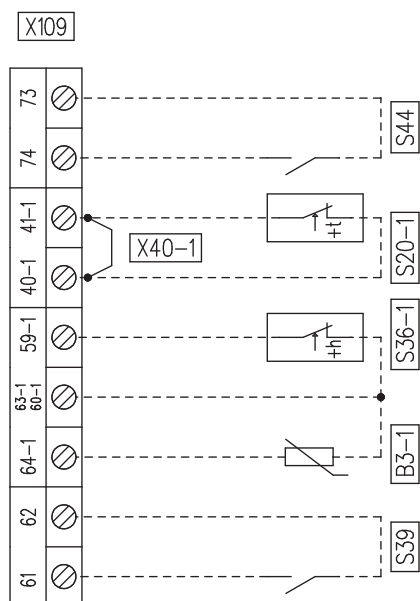 X109
73
S44
74
41-1
+t
X40-1
S20-1
40-1
59-1
+h
S36-1
63-1
60-1
64-1
B3-1
62
S39
61